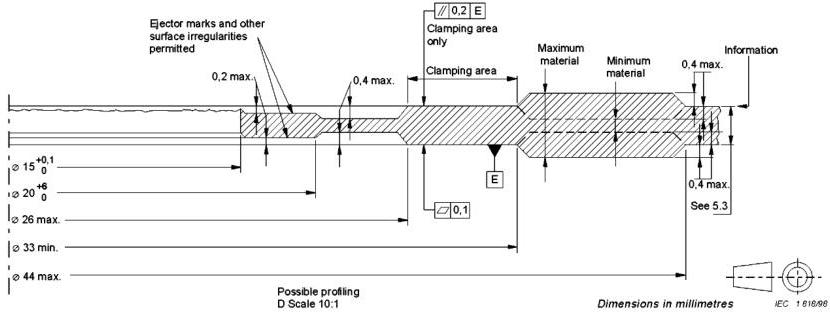 Ejector marks and other
surface irregularities
permitted
// 0,2 E
Clamping area
only
Clamping area
Maximum
material
Minimum
material
Information
0,2 max.
0,4 max.
0,4 max.
E
0,4 max.
See 5.3
⌀ 15 +0,1 0
⌀ 20 +6 0
⏥ 0,1
⌀ 26 max.
⌀ 33 min.
⌀ 44 max.
Possible profiling
D Scale 10:1
Dimensions in millimetres
IEC 1 618/98